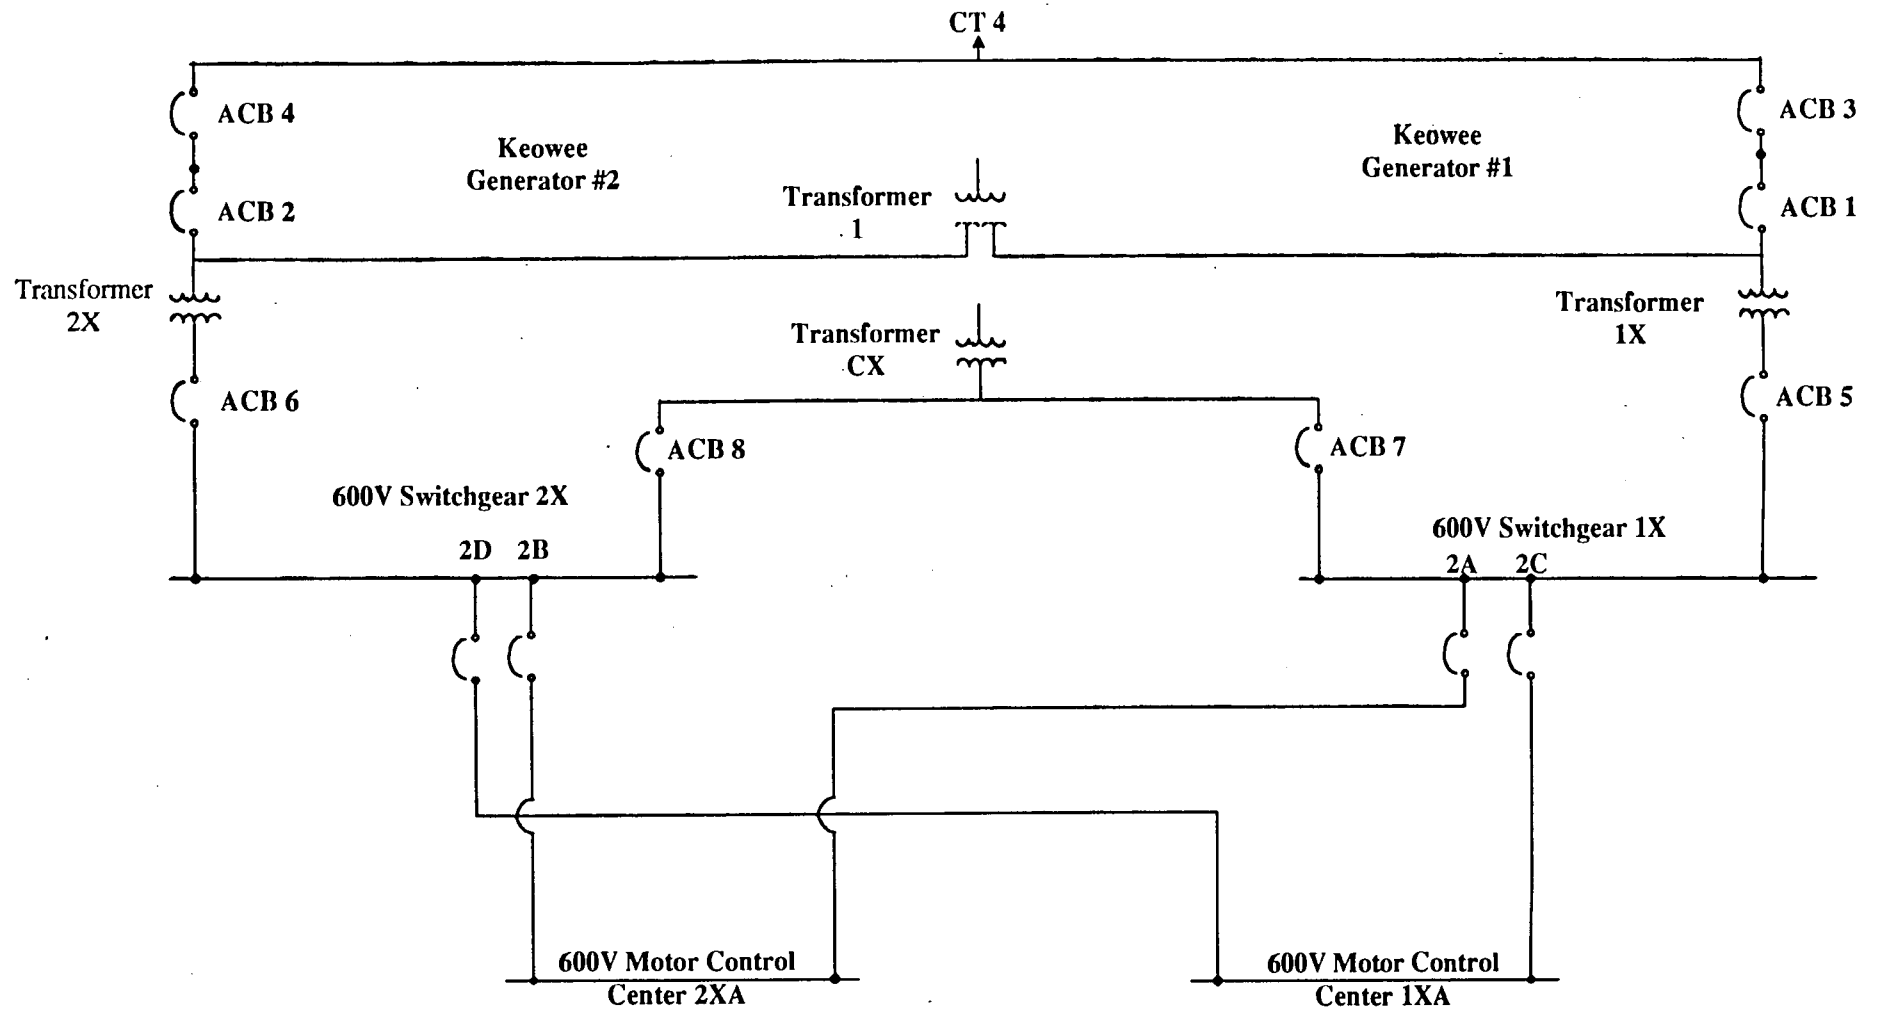 CT 4
ACB 4
ACB 3
Keowee
Generator #2
Keowee
Generator #1
Transformer
1
ACB 2
ACB 1
Transformer
2X
Transformer
1X
Transformer
CX
ACB 6
ACB 5
ACB 8
ACB 7
600V Switchgear 2X
600V Switchgear 1X
2D 2B
2A 2C
600V Motor Control
Center 2XA
600V Motor Control
Center 1XA